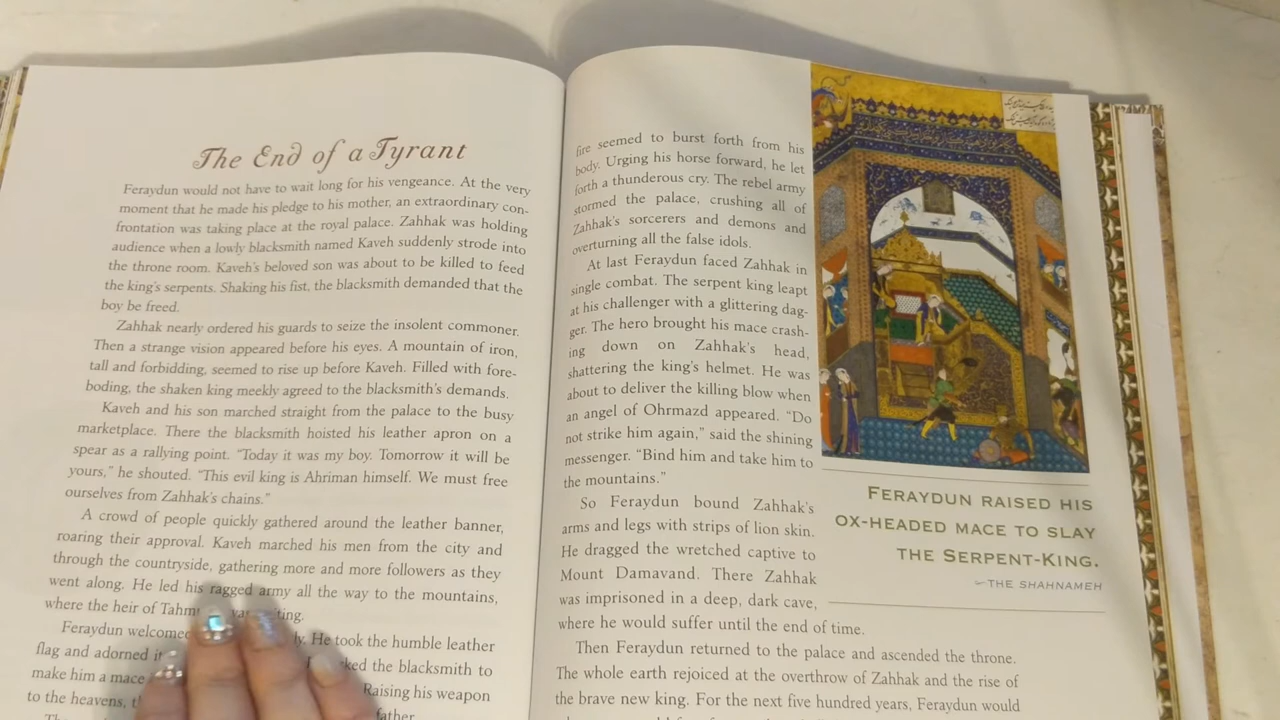 The End of a Tyrant
Feraydun would not have to wait long for his vengeance. At the very
moment that he made his pledge to his mother, an extraordinary con-
frontation was taking place at the royal palace. Zahhak was holding
audience when a lowly blacksmith named Kaveh suddenly strode into
the throne room. Kaveh's beloved son was about to be killed to feed
the king's serpents. Shaking his fist, the blacksmith demanded that the
boy be freed.
Zahhak nearly ordered his guards to seize the insolent commoner.
Then a strange vision appeared before his eyes. A mountain of iron,
tall and forbidding, seemed to rise up before Kaveh. Filled with fore-
boding, the shaken king meekly agreed to the blacksmith's demands.
Kaveh and his son marched straight from the palace to the busy
marketplace. There the blacksmith hoisted his leather apron on a
spear as a rallying point. "Today it was my boy. Tomorrow it will be
yours," he shouted. "This evil king is Ahriman himself. We must free
ourselves from Zahhak's chains."
A crowd of people quickly gathered around the leather banner,
roaring their approval. Kaveh marched his men from the city and
through the countryside, gathering more and more followers as they
went along. He led his ragged army all the way to the mountains,
where the heir of
Feraydun welcomed He took the humble leather
flag and adorned the blacksmith to
make him a mace Raising his weapon
to the heavens, father
fire seemed to burst forth from his
body. Urging his horse forward, he let
forth a thunderous cry. The rebel army
stormed the palace, crushing all of
Zahhak's sorcerers and demons and
overturning all the false idols.
At last Feraydun faced Zahhak in
single combat. The serpent king leapt
at his challenger with a glittering dag-
ger. The hero brought his mace crash-
ing down on Zahhak's head,
shattering the king's helmet. He was
about to deliver the killing blow when
an angel of Ohrmazd appeared. "Do
not strike him again," said the shining
messenger. "Bind him and take him to
the mountains."
So Feraydun bound Zahhak's
arms and legs with strips of lion skin.
He dragged the wretched captive to
Mount Damavand. There Zahhak
was imprisoned in a deep, dark cave,
where he would suffer until the end of time.
Then Feraydun returned to the palace and ascended the throne.
The whole earth rejoiced at the overthrow of Zahhak and the rise of
the brave new king. For the next five hundred years, Feraydun would
FERAYDUN RAISED HIS
OX-HEADED MACE TO SLAY
THE SERPENT-KING.
~THE SHAHNAMEH